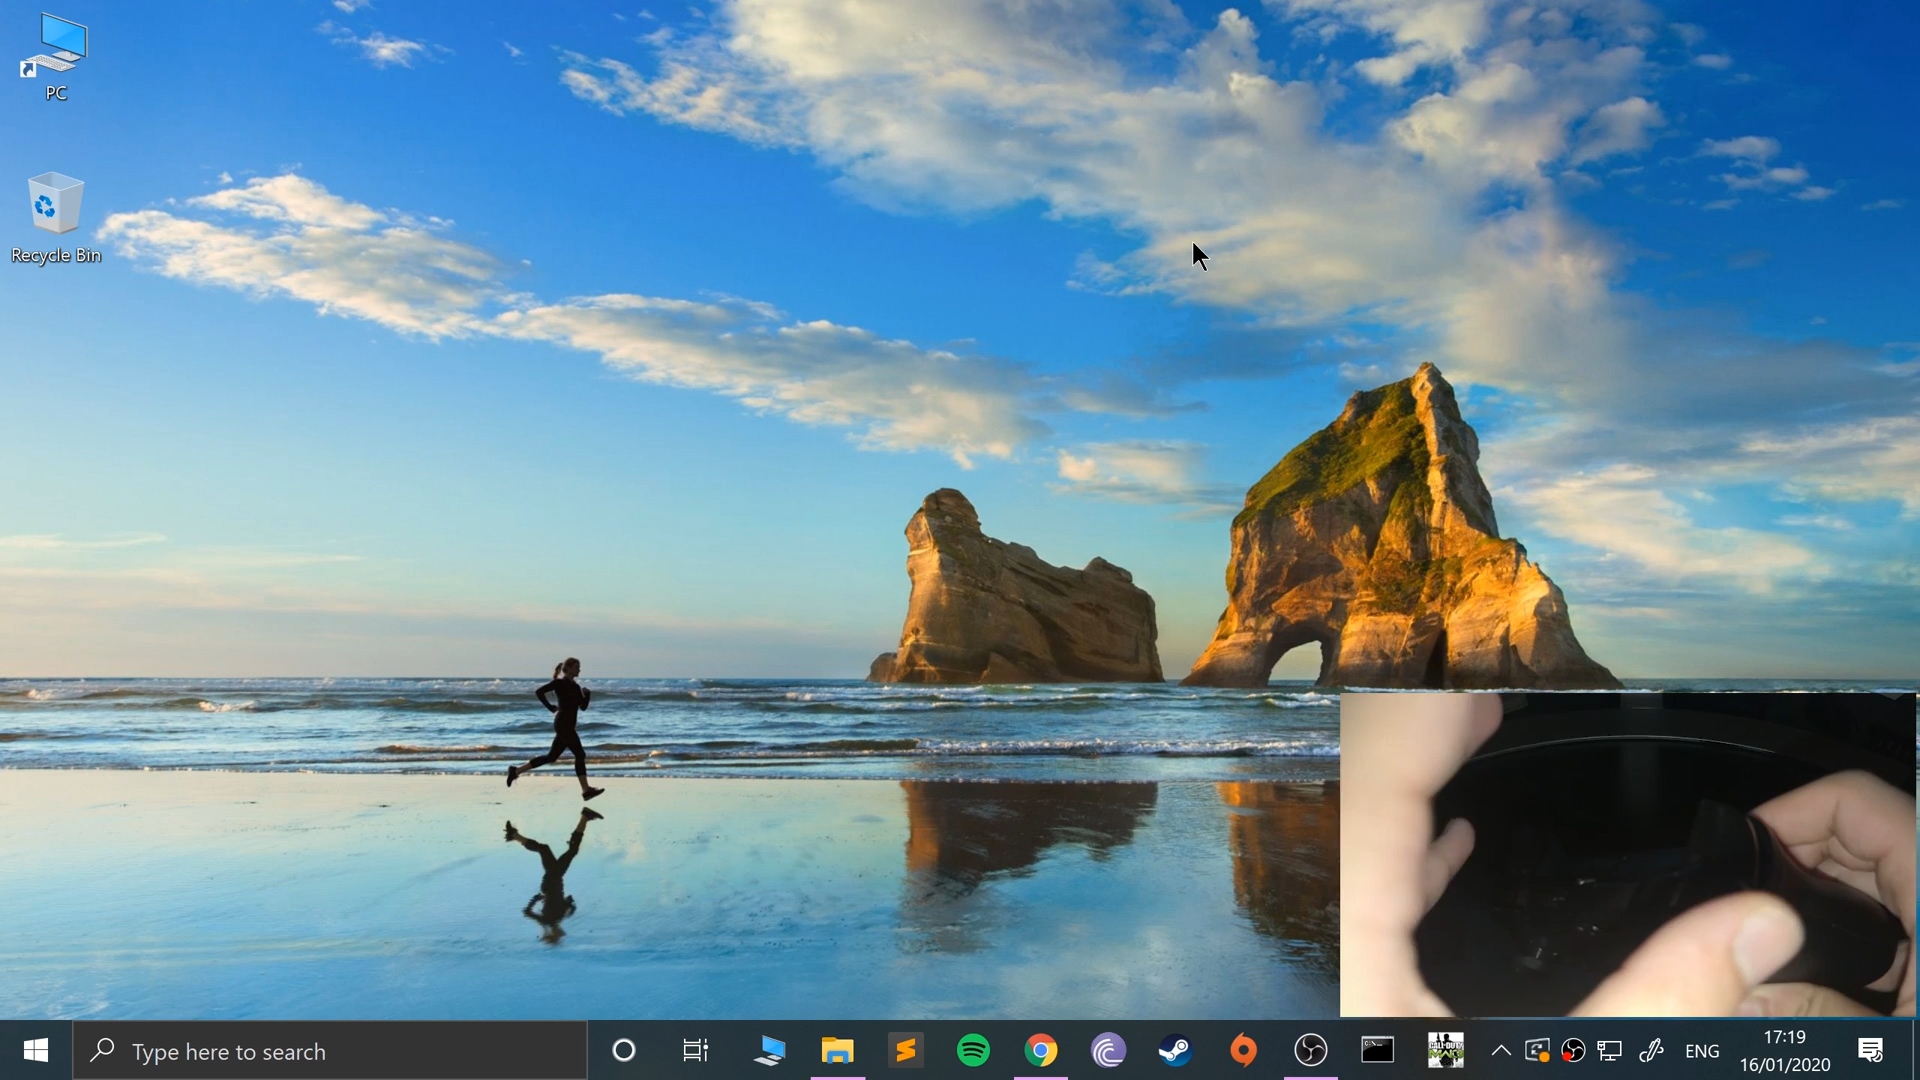 PC
Recycle Bin
Type here to search
ENG
17:19
16/01/2020